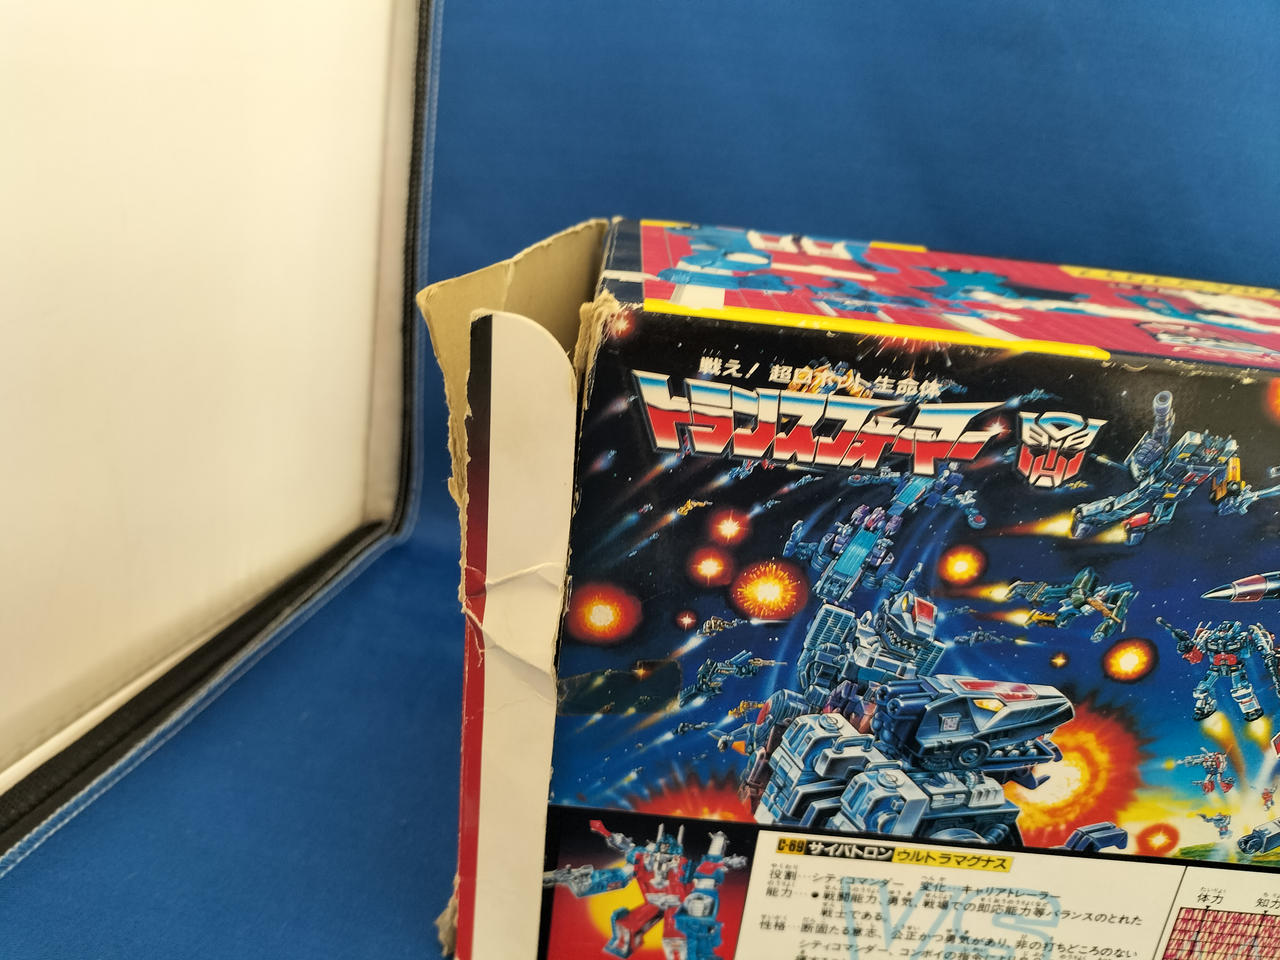 戦え！超ロボット生命体
トランスフォーマー
C-69 サイバトロン ウルトラマグナス
役割…シティコマンダー 変化…キャリアトレーラー
能力…●戦闘能力、勇気、戦場での即応能力等バランスのとれた
戦士である。
性格…断固たる意志、公正かつ勇気があり、非の打ちどころのない
シティコマンダー、コンボイの指令により
体力
知力
VS